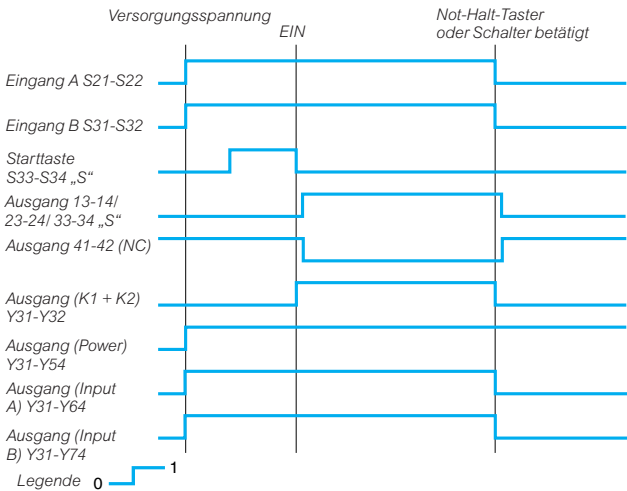 Versorgungsspannung
EIN
Not-Halt-Taster
oder Schalter betätigt
Eingang A S21-S22
Eingang B S31-S32
Starttaste
S33-S34 „S“
Ausgang 13-14/
23-24/ 33-34 „S“
Ausgang 41-42 (NC)
Ausgang (K1 + K2)
Y31-Y32
Ausgang (Power)
Y31-Y54
Ausgang (Input
A) Y31-Y64
Ausgang (Input
B) Y31-Y74
Legende 0 1